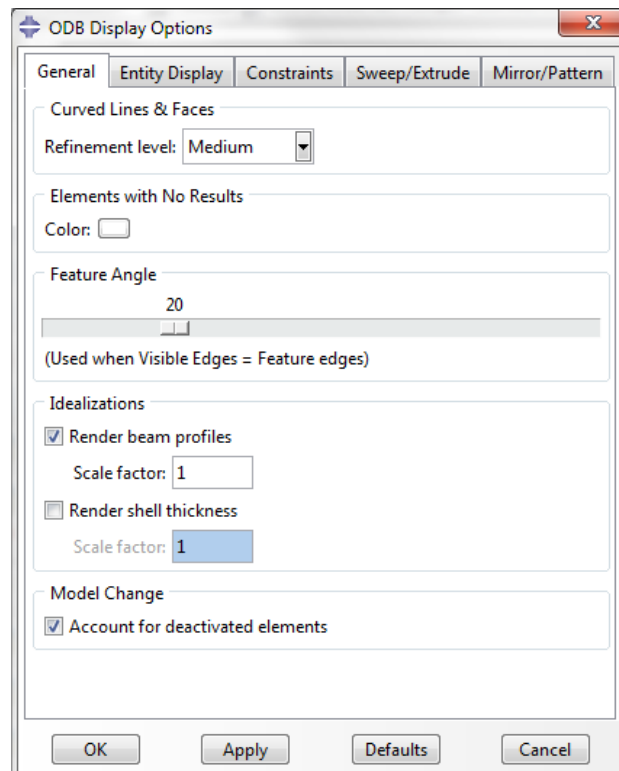 ODB Display Options
General Entity Display Constraints Sweep/Extrude Mirror/Pattern
Curved Lines & Faces
Refinement level: Medium
Elements with No Results
Color:
Feature Angle
20
(Used when Visible Edges = Feature edges)
Idealizations
Render beam profiles
Scale factor: 1
Render shell thickness
Scale factor: 1
Model Change
Account for deactivated elements
OK Apply Defaults Cancel